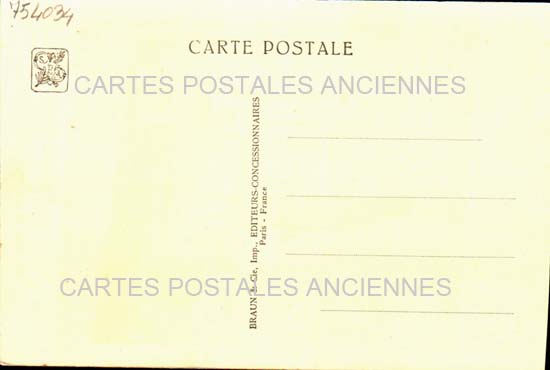 754034
CARTE POSTALE
CARTES POSTALES ANCIENNES
BRAUN & Cie, Imp., EDITEURS-CONCESSIONNAIRES
Paris - France
CARTES POSTALES ANCIENNES